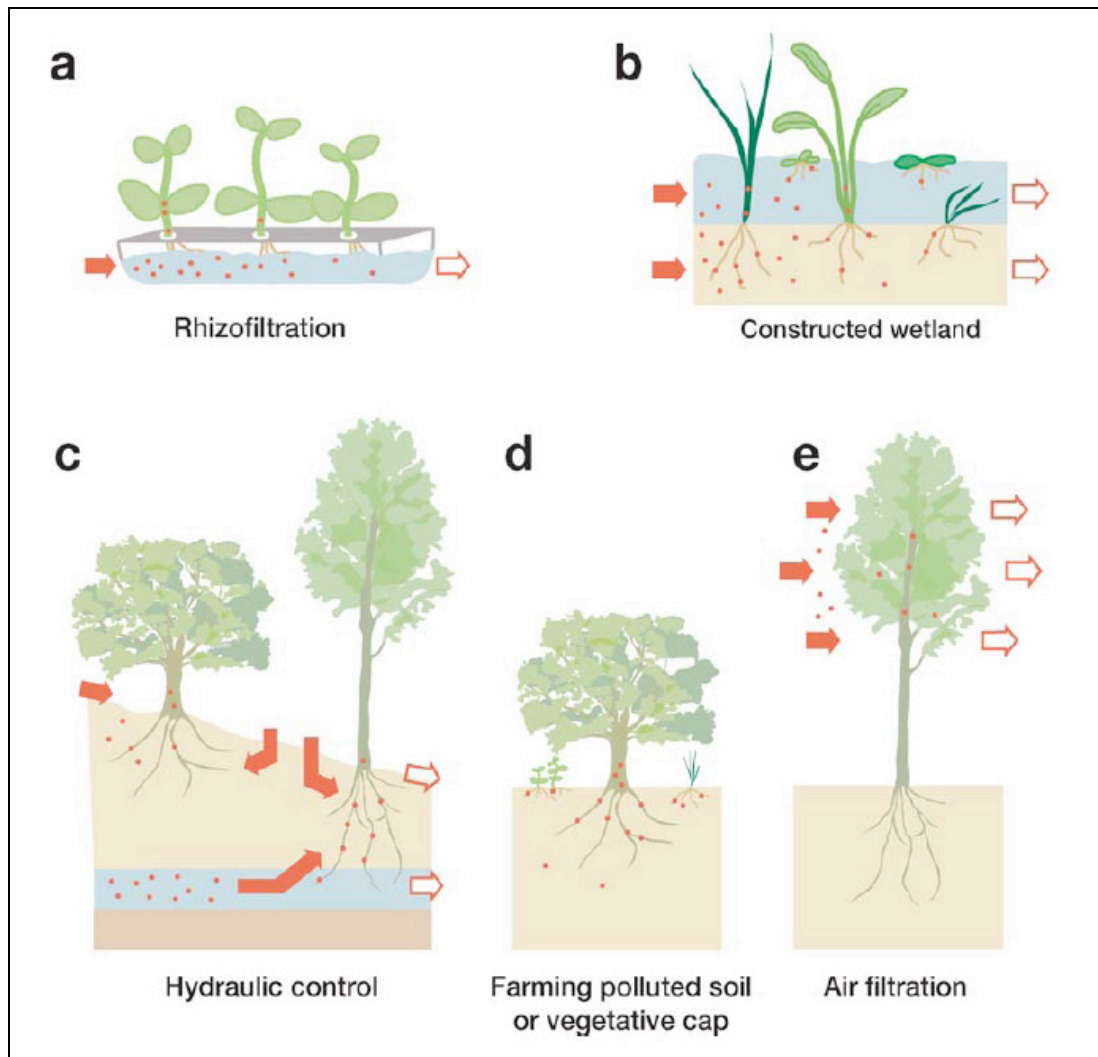 a
b
Rhizofiltration
Constructed wetland
c
d
e
Hydraulic control
Farming polluted soil
or vegetative cap
Air filtration